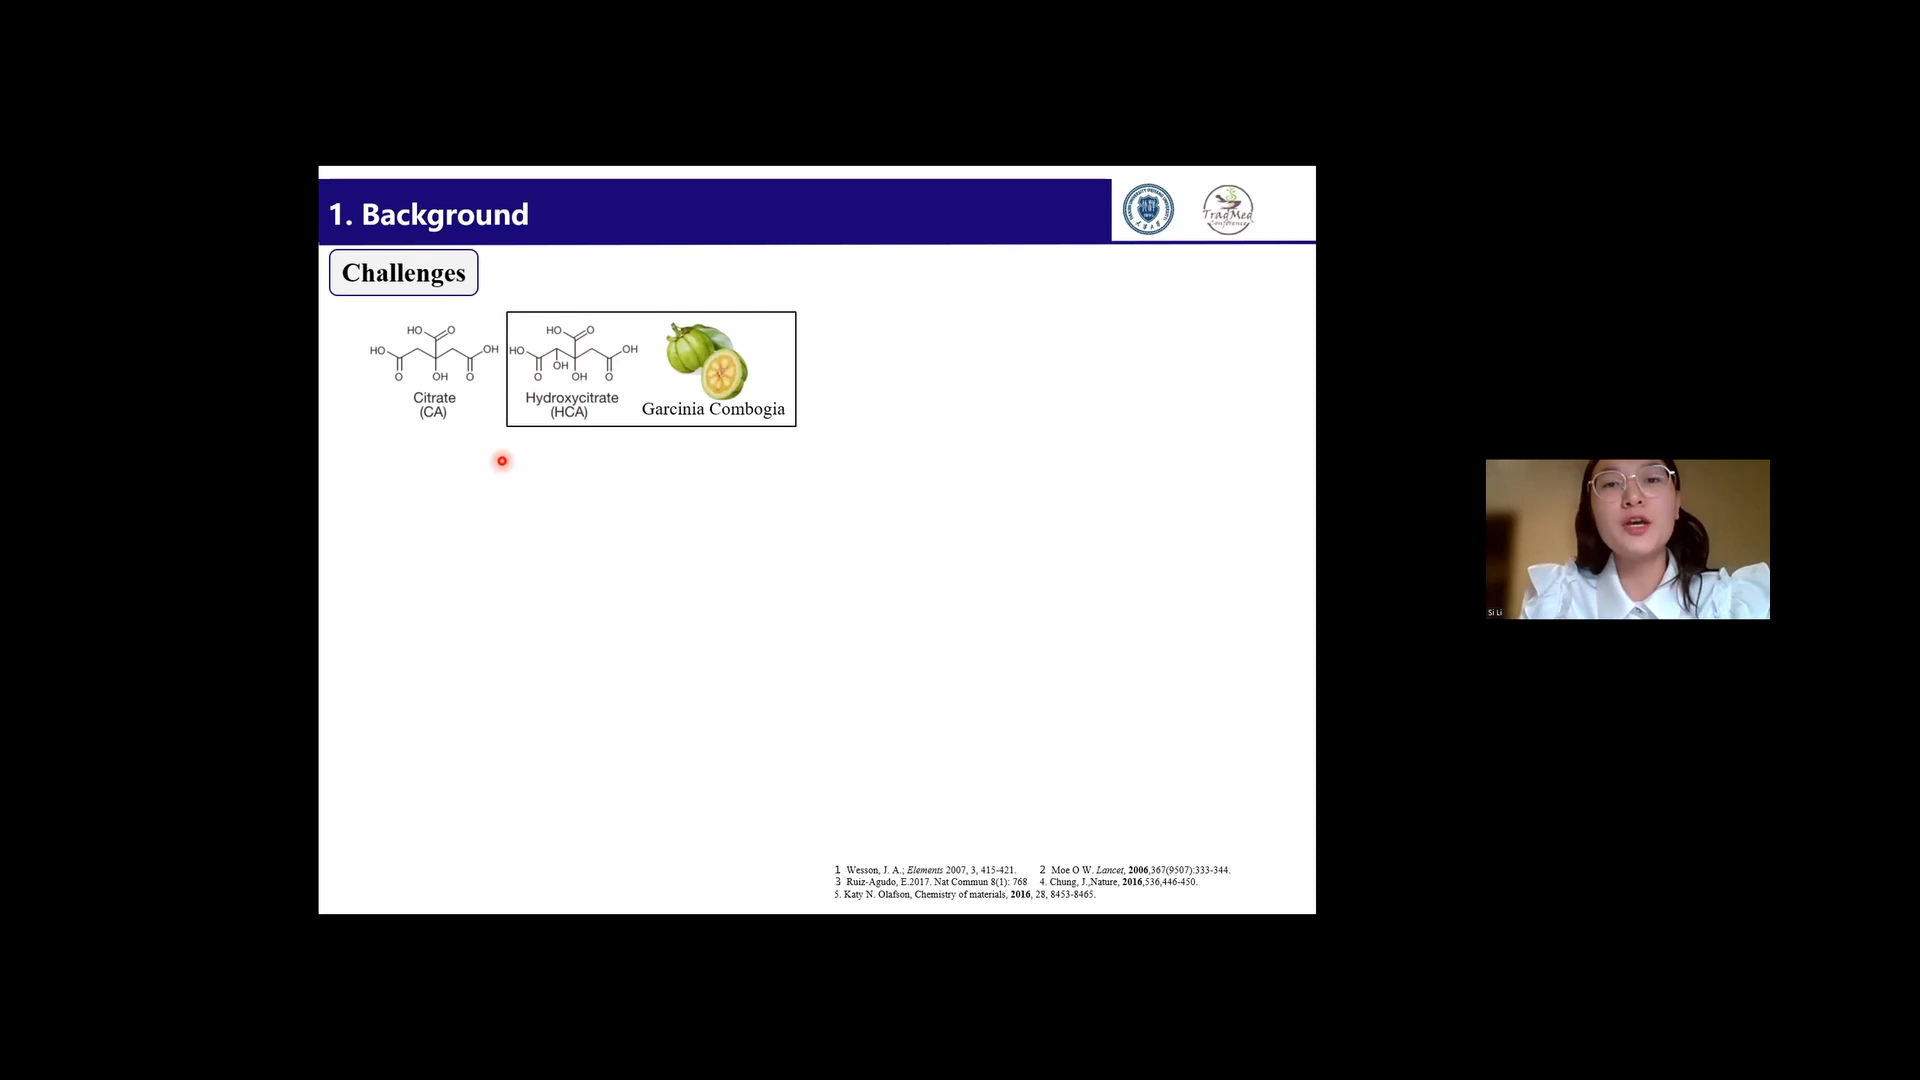 1. Background
TradMed
Conference
Challenges
HO
O
HO
OH
O
OH
O
Citrate
(CA)
HO
O
HO
OH
OH
O
OH
O
Hydroxycitrate
(HCA)
Garcinia Combogia
1 Wesson, J. A.; Elements 2007, 3, 415-421. 2 Moe O W. Lancet, 2006,367(9507):333-344.
3 Ruiz-Agudo, E.2017. Nat Commun 8(1): 768 4. Chung, J.,Nature, 2016,536,446-450.
5. Katy N. Olafson, Chemistry of materials, 2016, 28, 8453-8465.
Si Li